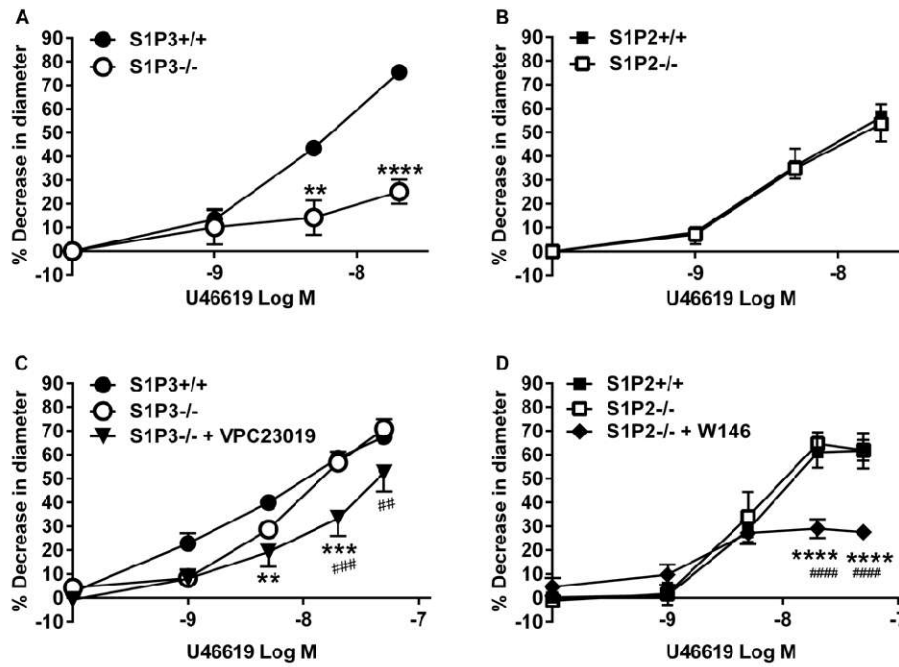 A
S1P3+/+
S1P3-/-
% Decrease in diameter
90
80
70
60
50
40
30
20
10
0
-10
**
****
-9
-8
U46619 Log M
B
S1P2+/+
S1P2-/-
% Decrease in diameter
90
80
70
60
50
40
30
20
10
0
-10
-9
-8
U46619 Log M
C
S1P3+/+
S1P3-/-
S1P3-/- + VPC23019
% Decrease in diameter
90
80
70
60
50
40
30
20
10
0
-10
**
***
###
##
-9
-8
-7
U46619 Log M
D
S1P2+/+
S1P2-/-
S1P2-/- + W146
% Decrease in diameter
90
80
70
60
50
40
30
20
10
0
-10
****
####
****
####
-9
-8
-7
U46619 Log M